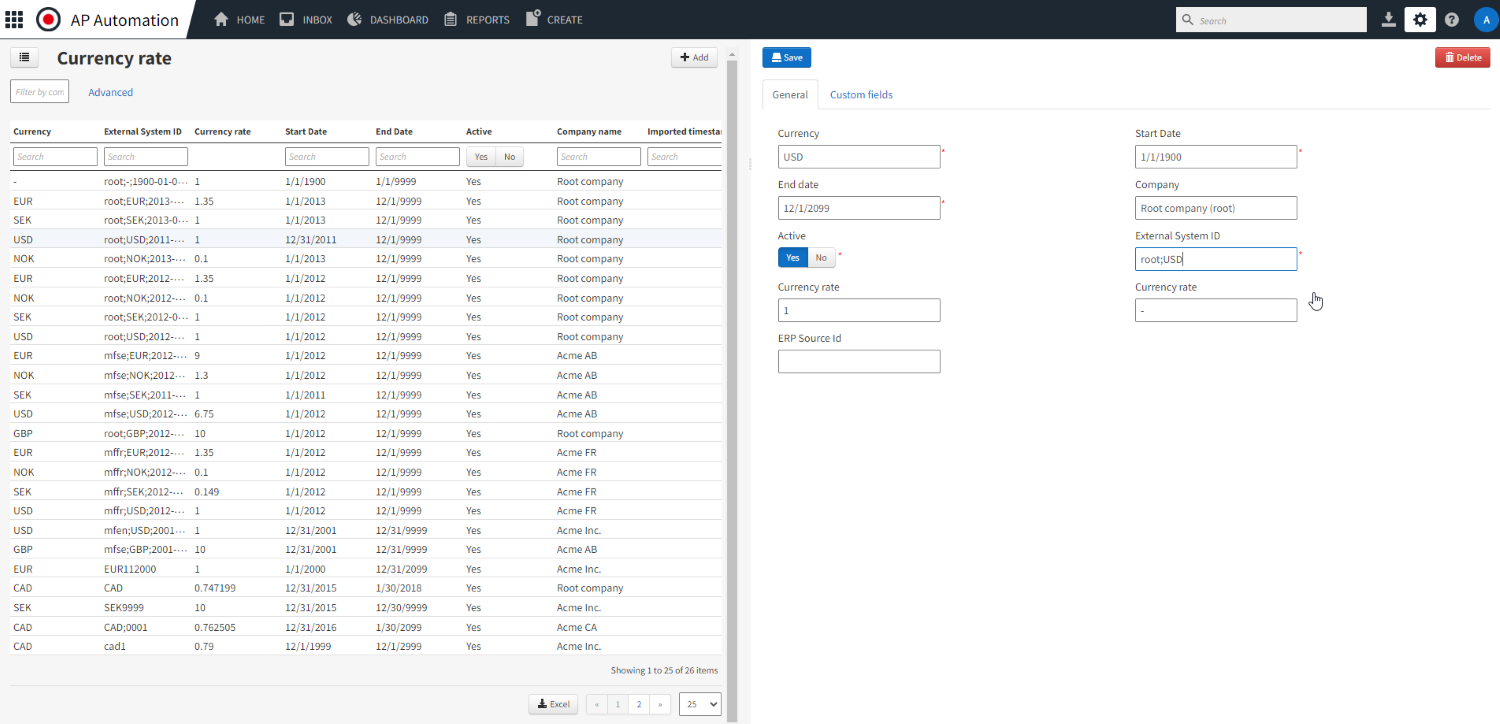 AP Automation HOME INBOX DASHBOARD REPORTS CREATE Search ? A
Currency rate + Add
Filter by com Advanced
Currency External System ID Currency rate Start Date End Date Active Company name Imported timesta
Search Search Search Search Yes No Search Search
- root;-;1900-01-0··· 1 1/1/1900 1/1/9999 Yes Root company
EUR root;EUR;2013-··· 1.35 1/1/2013 12/1/9999 Yes Root company
SEK root;SEK;2013-0··· 1 1/1/2013 12/1/9999 Yes Root company
USD root;USD;2011-··· 1 12/31/2011 12/1/9999 Yes Root company
NOK root;NOK;2013-··· 0.1 1/1/2013 12/1/9999 Yes Root company
EUR root;EUR;2012-··· 1.35 1/1/2012 12/1/9999 Yes Root company
NOK root;NOK;2012-··· 0.1 1/1/2012 12/1/9999 Yes Root company
SEK root;SEK;2012-0··· 1 1/1/2012 12/1/9999 Yes Root company
USD root;USD;2012-··· 1 1/1/2012 12/1/9999 Yes Root company
EUR mfse;EUR;2012-··· 9 1/1/2012 12/1/9999 Yes Acme AB
NOK mfse;NOK;2012··· 1.3 1/1/2012 12/1/9999 Yes Acme AB
SEK mfse;SEK;2011-··· 1 1/1/2011 12/1/9999 Yes Acme AB
USD mfse;USD;2012-··· 6.75 1/1/2012 12/1/9999 Yes Acme AB
GBP root;GBP;2012-··· 10 1/1/2012 12/1/9999 Yes Root company
EUR mffr;EUR;2012-··· 1.35 1/1/2012 12/1/9999 Yes Acme FR
NOK mffr;NOK;2012-··· 0.1 1/1/2012 12/1/9999 Yes Acme FR
SEK mffr;SEK;2012-··· 0.149 1/1/2012 12/1/9999 Yes Acme FR
USD mffr;USD;2012-··· 1 1/1/2012 12/1/9999 Yes Acme FR
USD mfen;USD;2001··· 1 12/31/2001 12/31/9999 Yes Acme Inc.
GBP mfse;GBP;2001-··· 10 12/31/2001 12/31/9999 Yes Acme AB
EUR EUR112000 1 1/1/2000 12/31/2099 Yes Acme Inc.
CAD CAD 0.747199 12/31/2015 1/30/2018 Yes Root company
SEK SEK9999 10 12/31/2015 12/30/9999 Yes Acme Inc.
CAD CAD;0001 0.762505 12/31/2016 1/30/2099 Yes Acme CA
CAD cad1 0.79 12/1/1999 12/1/2999 Yes Acme Inc.
Showing 1 to 25 of 26 items
Excel « 1 2 » 25
Save Delete
General Custom fields
Currency Start Date
USD * 1/1/1900 *
End date Company
12/1/2099 * Root company (root)
Active External System ID
Yes No * root;USD *
Currency rate Currency rate
1 -
ERP Source Id